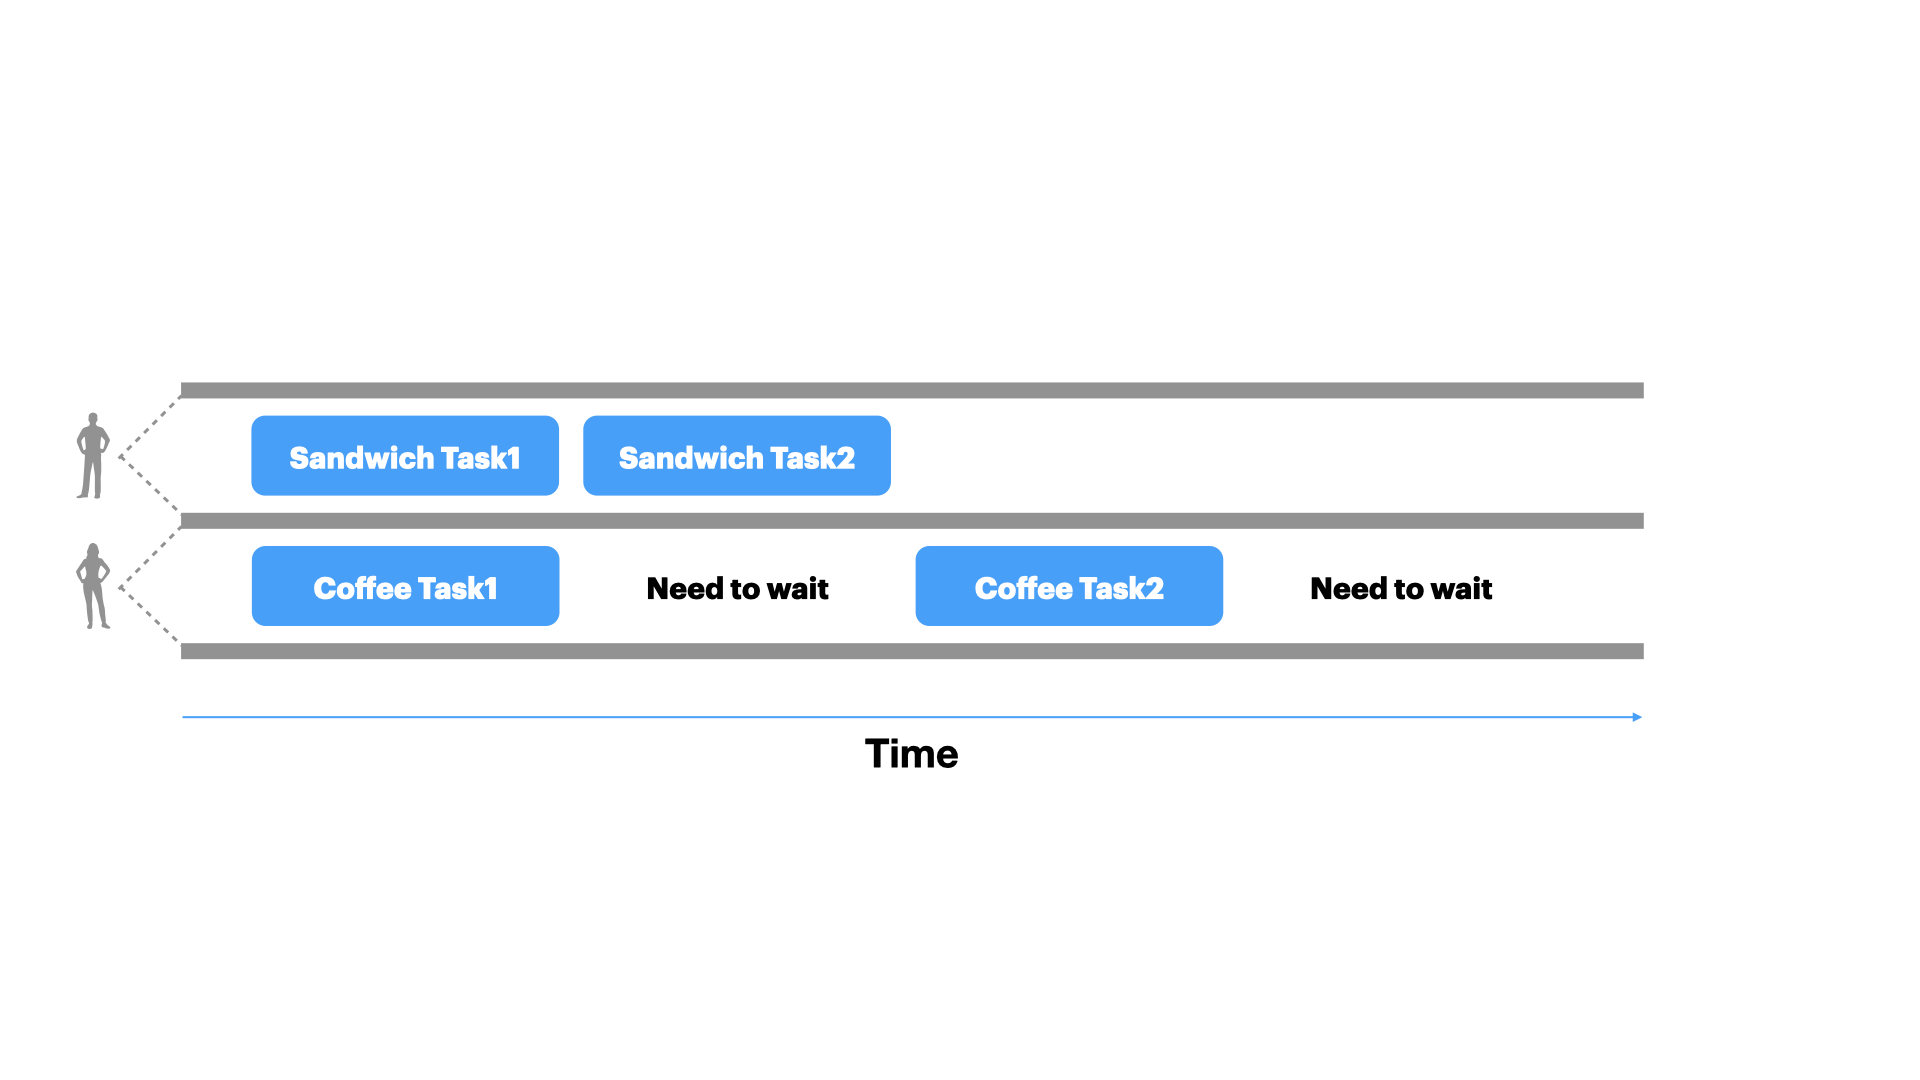 Sandwich Task1
Sandwich Task2
Coffee Task1
Need to wait
Coffee Task2
Need to wait
Time